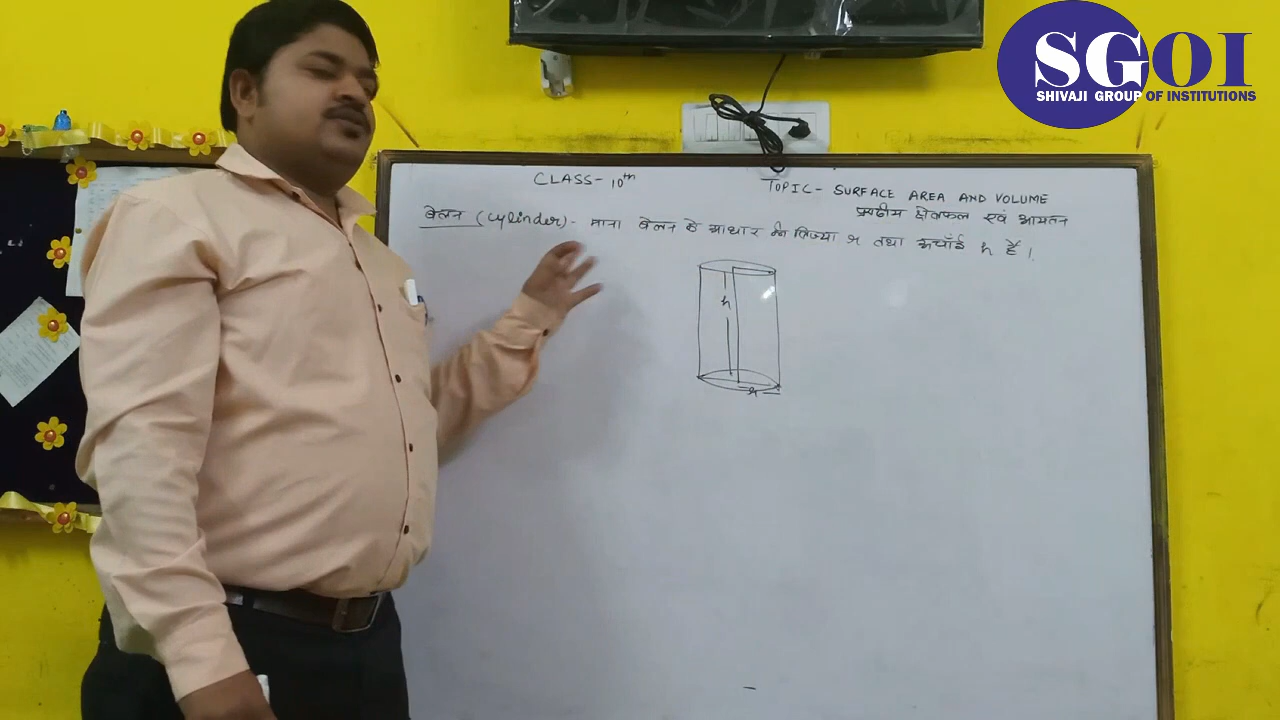 SGOI
SHIVAJI GROUP OF INSTITUTIONS
CLASS- 10th
TOPIC- SURFACE AREA AND VOLUME
पृष्ठीय क्षेत्रफल एवं आयतन
बेलन (Cylinder)- माना बेलन के आधार की त्रिज्या r तथा ऊचाँई h है।
h
r